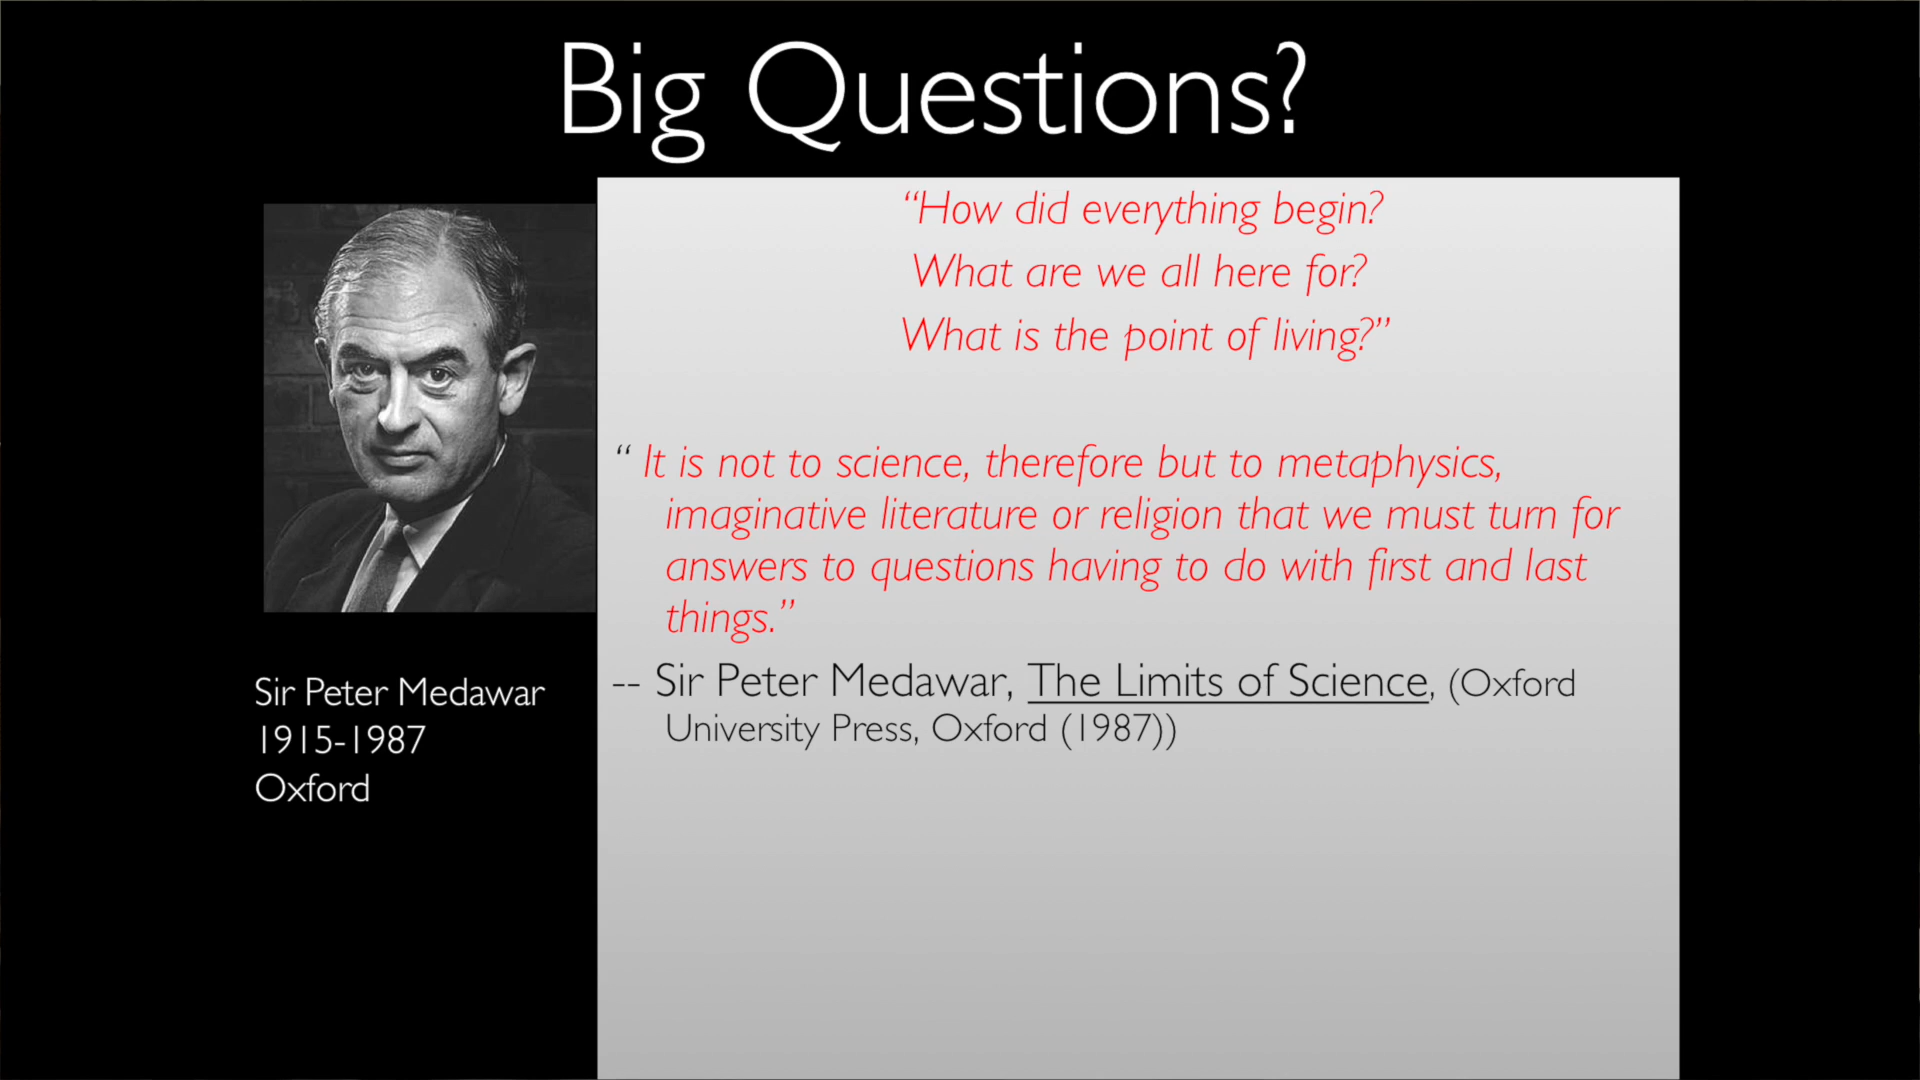 Big Questions?
“How did everything begin?
What are we all here for?
What is the point of living?”
“ It is not to science, therefore but to metaphysics,
imaginative literature or religion that we must turn for
answers to questions having to do with first and last
things.”
-- Sir Peter Medawar, The Limits of Science, (Oxford
University Press, Oxford (1987))
Sir Peter Medawar
1915-1987
Oxford